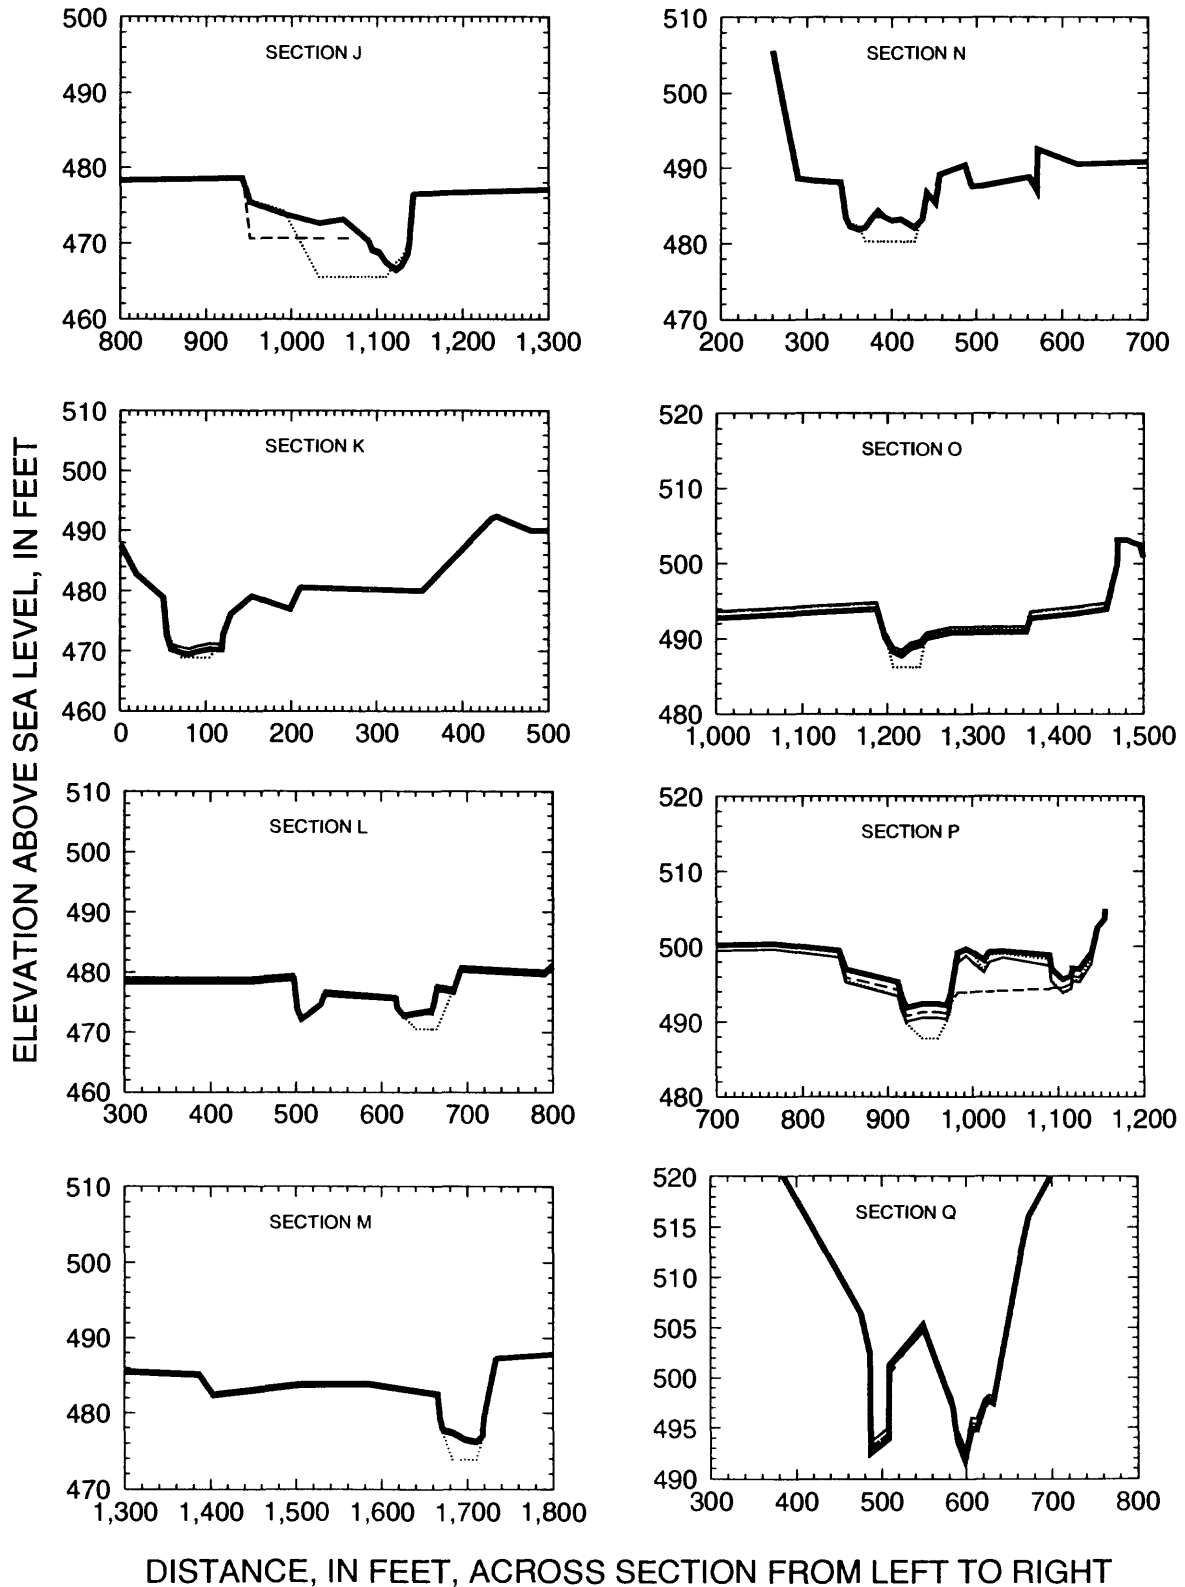 ELEVATION ABOVE SEA LEVEL, IN FEET
SECTION J
500
490
480
470
460
800 900 1,000 1,100 1,200 1,300
SECTION N
510
500
490
480
470
200 300 400 500 600 700
SECTION K
510
500
490
480
470
460
0 100 200 300 400 500
SECTION O
520
510
500
490
480
1,000 1,100 1,200 1,300 1,400 1,500
SECTION L
510
500
490
480
470
460
300 400 500 600 700 800
SECTION P
520
510
500
490
480
700 800 900 1,000 1,100 1,200
SECTION M
510
500
490
480
470
1,300 1,400 1,500 1,600 1,700 1,800
SECTION Q
520
515
510
505
500
495
490
300 400 500 600 700 800
DISTANCE, IN FEET, ACROSS SECTION FROM LEFT TO RIGHT